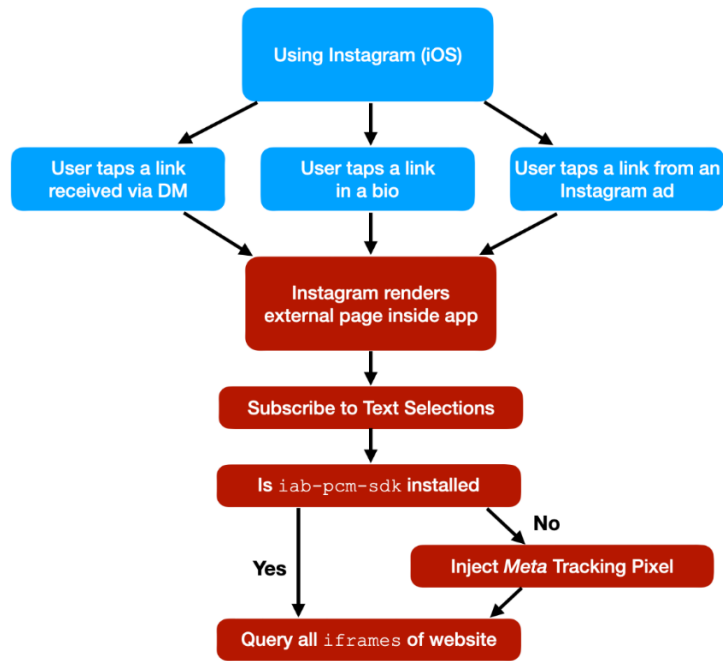 Using Instagram (iOS)
User taps a link
received via DM
User taps a link
in a bio
User taps a link from an
Instagram ad
Instagram renders
external page inside app
Subscribe to Text Selections
Is iab-pcm-sdk installed
No
Yes
Inject Meta Tracking Pixel
Query all iframes of website